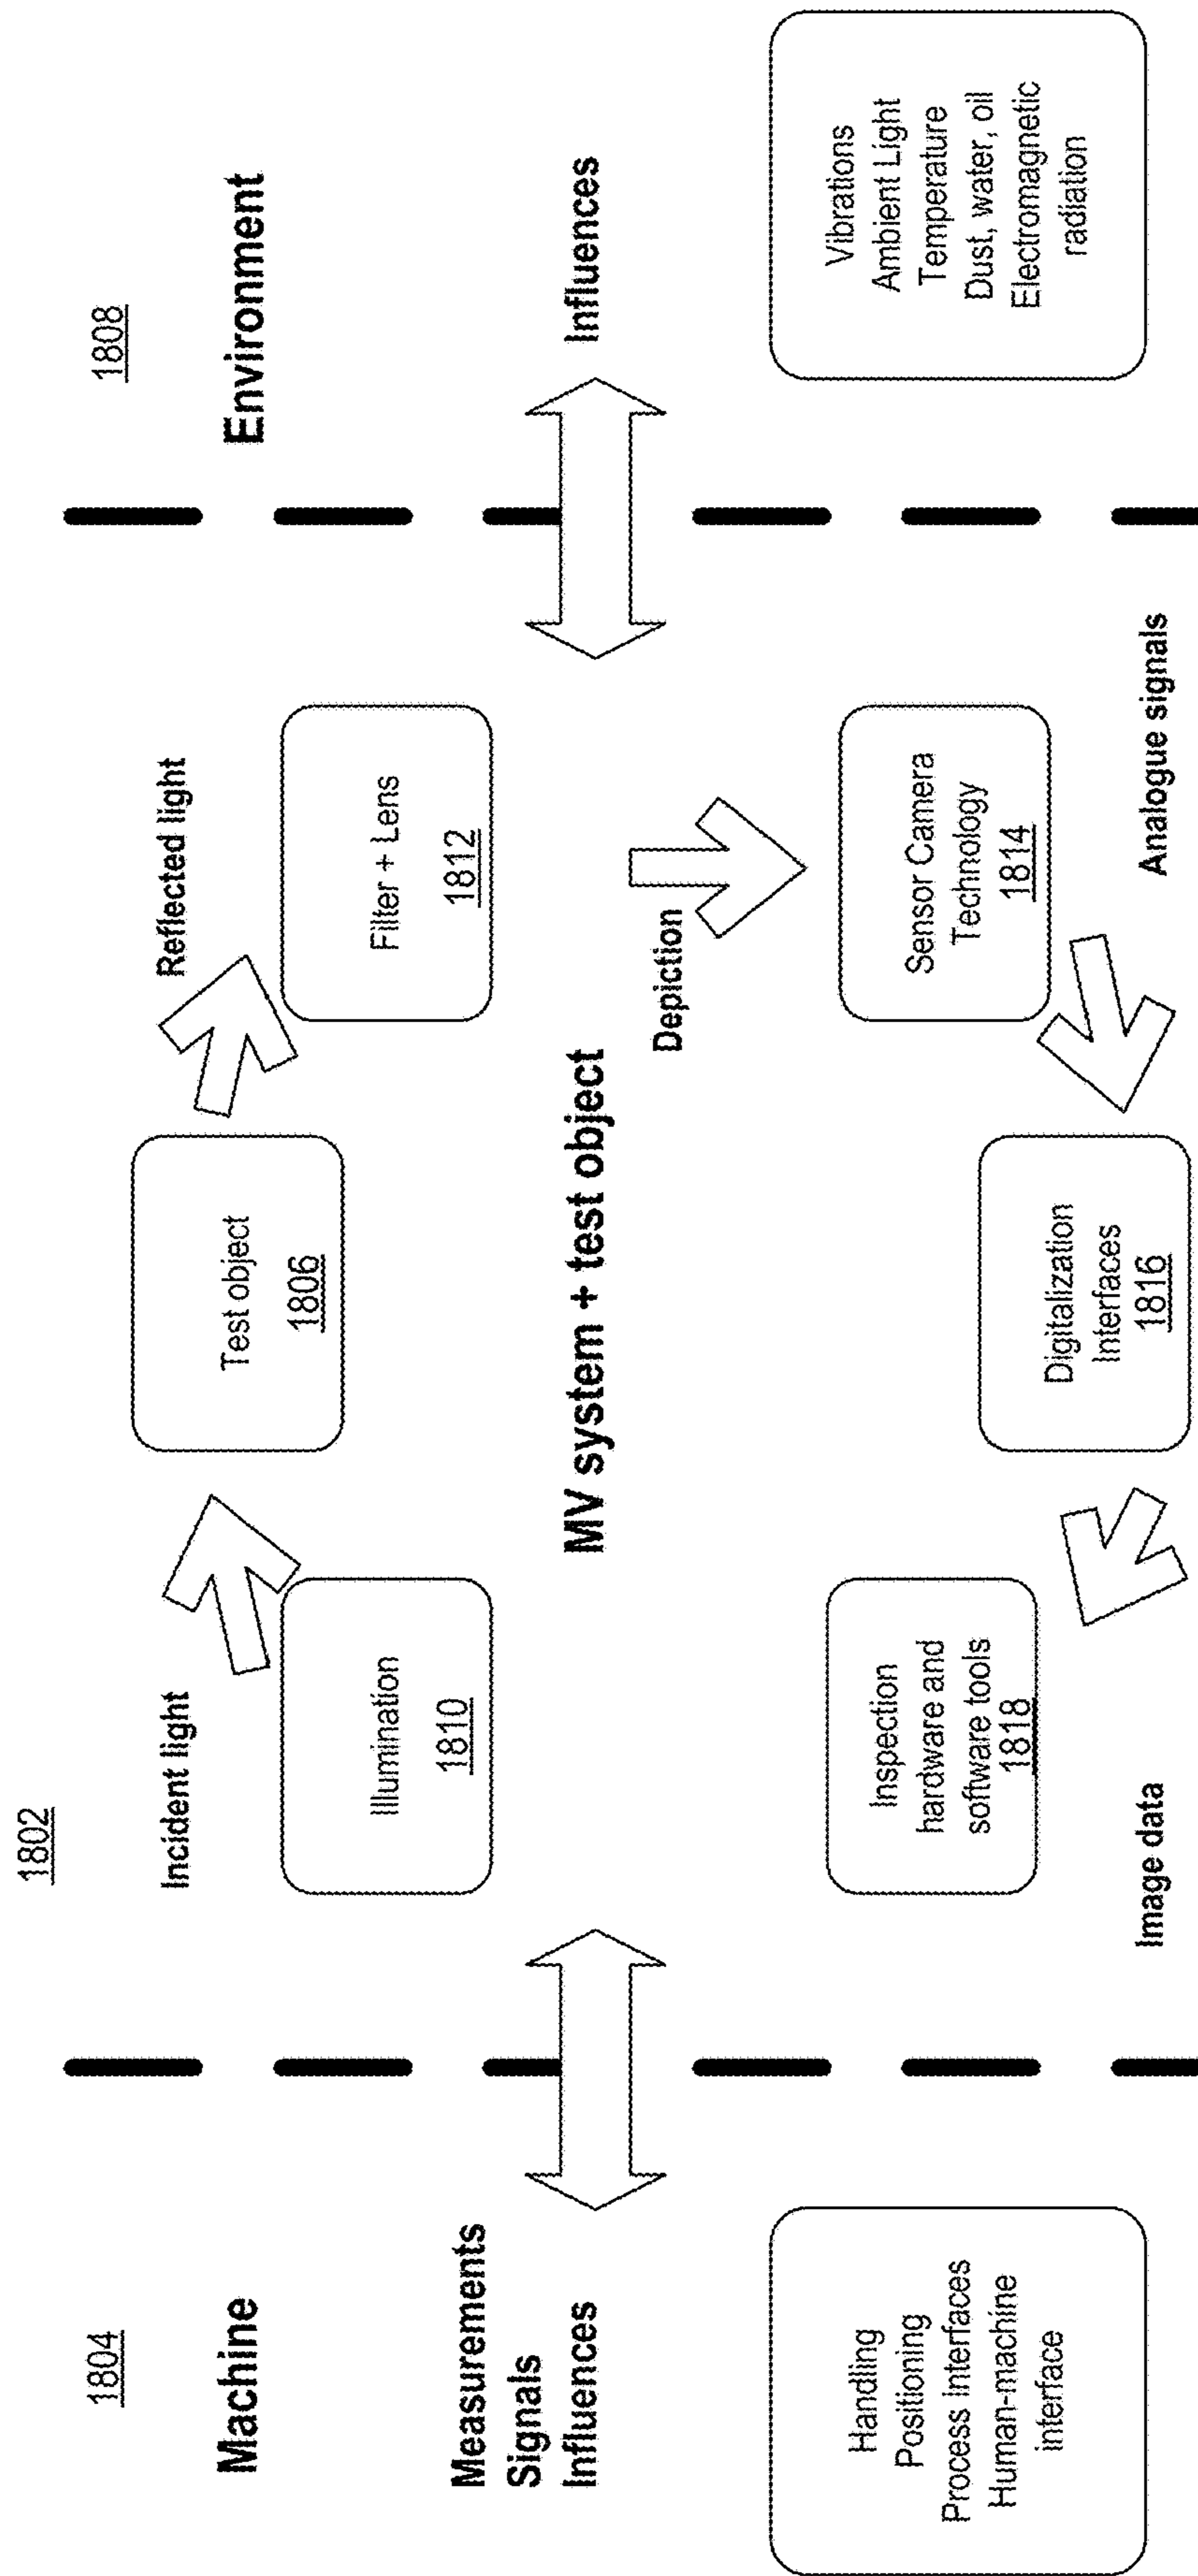 1802
1804
Machine
Measurements
Signals
Influences
Handling
Positioning
Process Interfaces
Human-machine
interface
Incident light
Illumination
1810
Test object
1806
Reflected light
Filter + Lens
1812
MV system + test object
Depiction
Sensor Camera
Technology
1814
Analogue signals
Digitalization
Interfaces
1816
Image data
Inspection
hardware and
software tools
1818
1808
Environment
Influences
Vibrations
Ambient Light
Temperature
Dust, water, oil
Electromagnetic
radiation